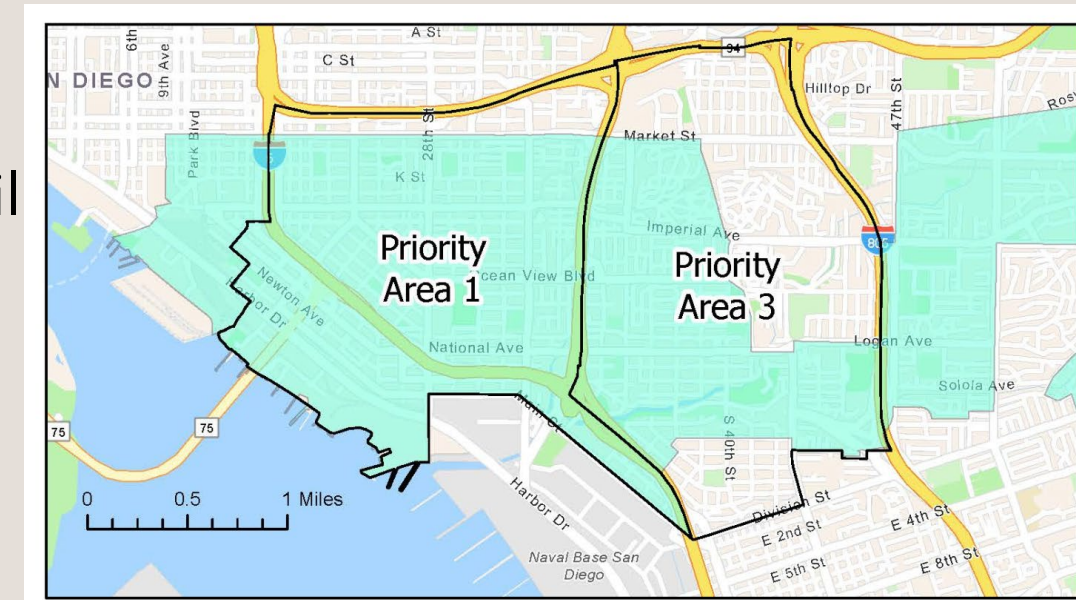 il
A St
6th
9th Ave
C St
94
N DIEGO
Hilltop Dr
47th St
28th St
Market St
Park Blvd
5
K St
Imperial Ave
805
Priority
Area 1
Priority
Area 3
Ocean View Blvd
Newton Ave
Harbor Dr
National Ave
Logan Ave
Solola Ave
Main St
75
75
S 40th St
0 0.5 1 Miles
Harbor Dr
Division St
E 2nd St
E 4th St
Naval Base San
Diego
E 5th St
E 8th St